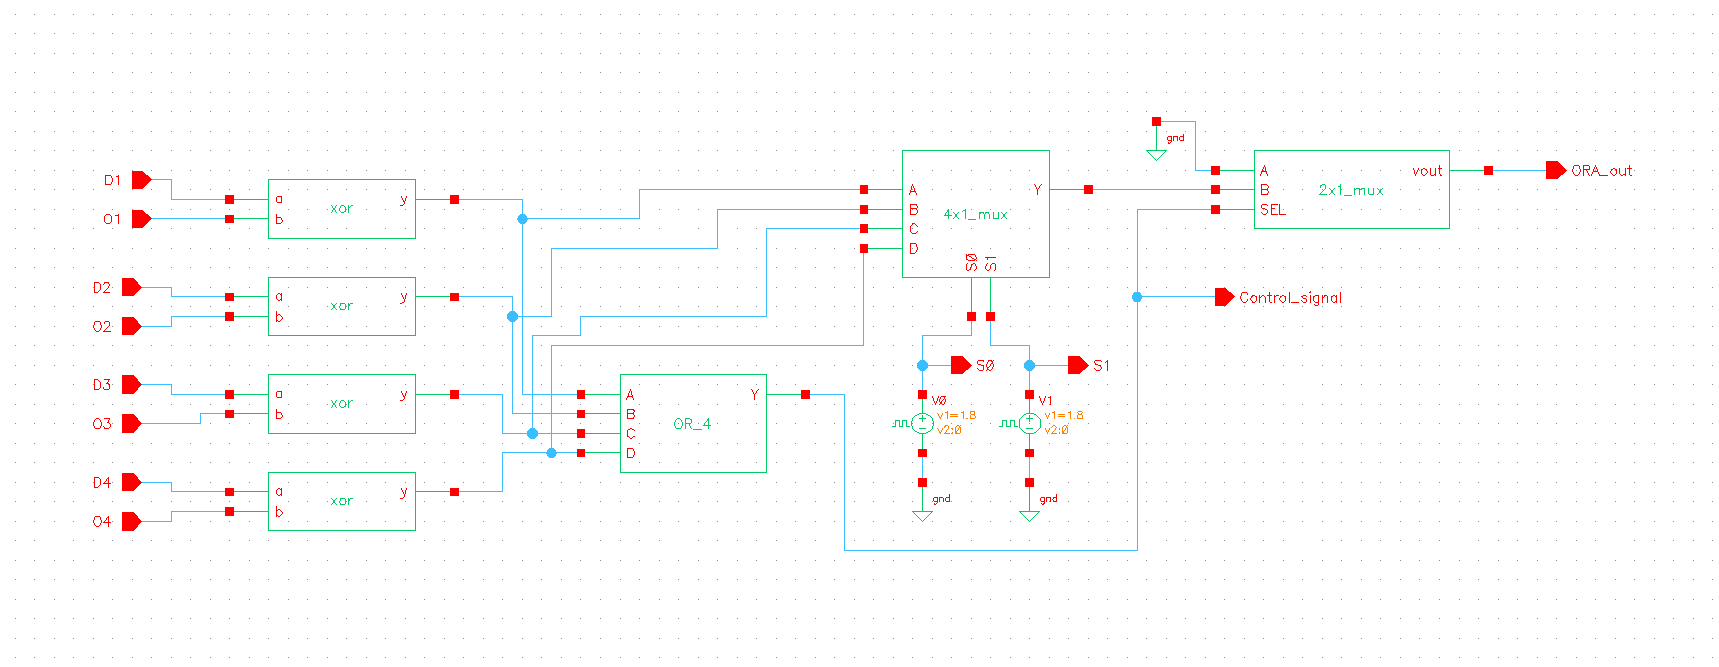 D1
O1
a
b
xor
y
D2
O2
a
b
xor
y
D3
O3
a
b
xor
y
D4
O4
a
b
xor
y
A
B
C
D
OR_4
Y
A
B
C
D
4x1_mux
Y
S0
S1
S0
S1
V0
v1=1.8
v2:0
gnd
V1
v1=1.8
v2:0
gnd
gnd
A
B
SEL
2x1_mux
vout
ORA_out
Control_signal